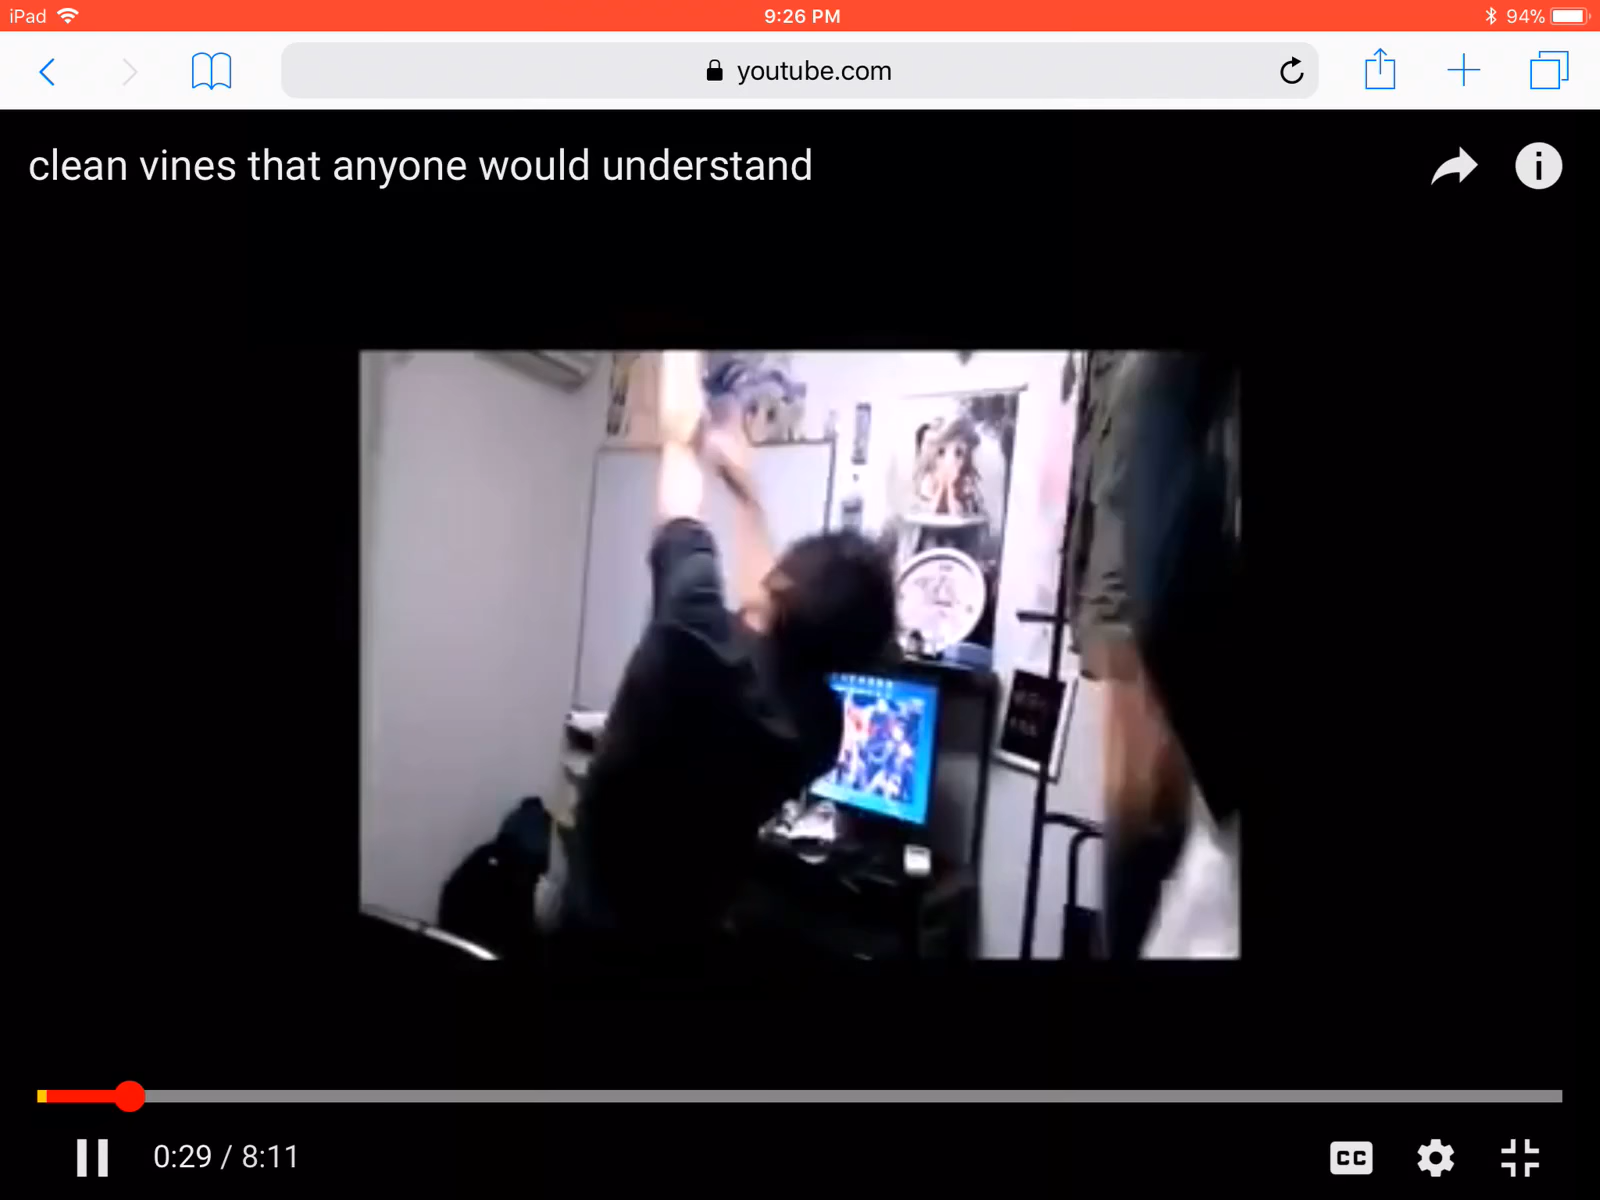 iPad 9:26 PM 94%
youtube.com
clean vines that anyone would understand
0:29 / 8:11
CC